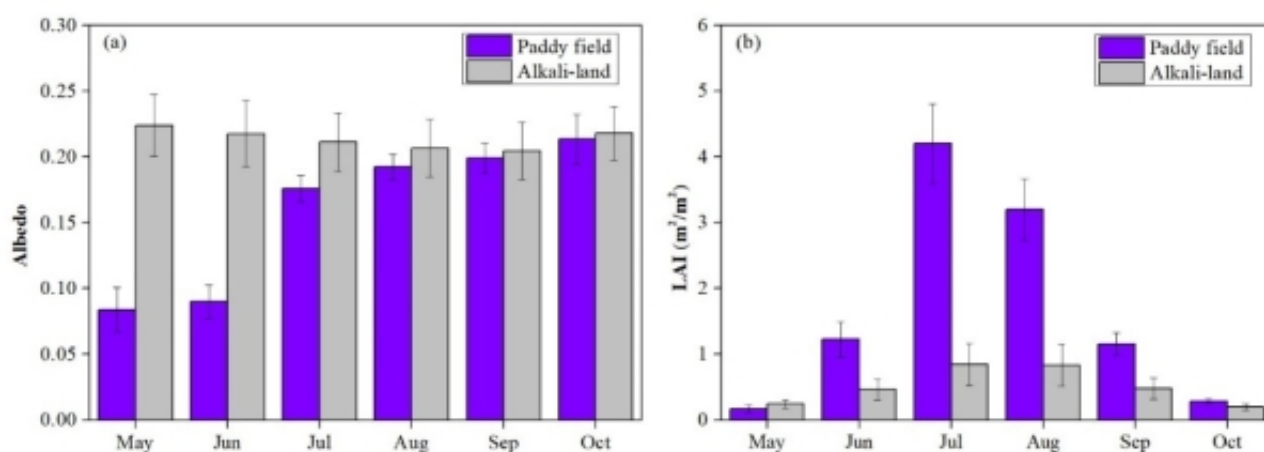 (a)
Paddy field
Alkali-land
0.30
0.25
0.20
0.15
0.10
0.05
0.00
Albedo
May Jun Jul Aug Sep Oct
(b)
Paddy field
Alkali-land
6
5
4
3
2
1
0
LAI (m²/m²)
May Jun Jul Aug Sep Oct